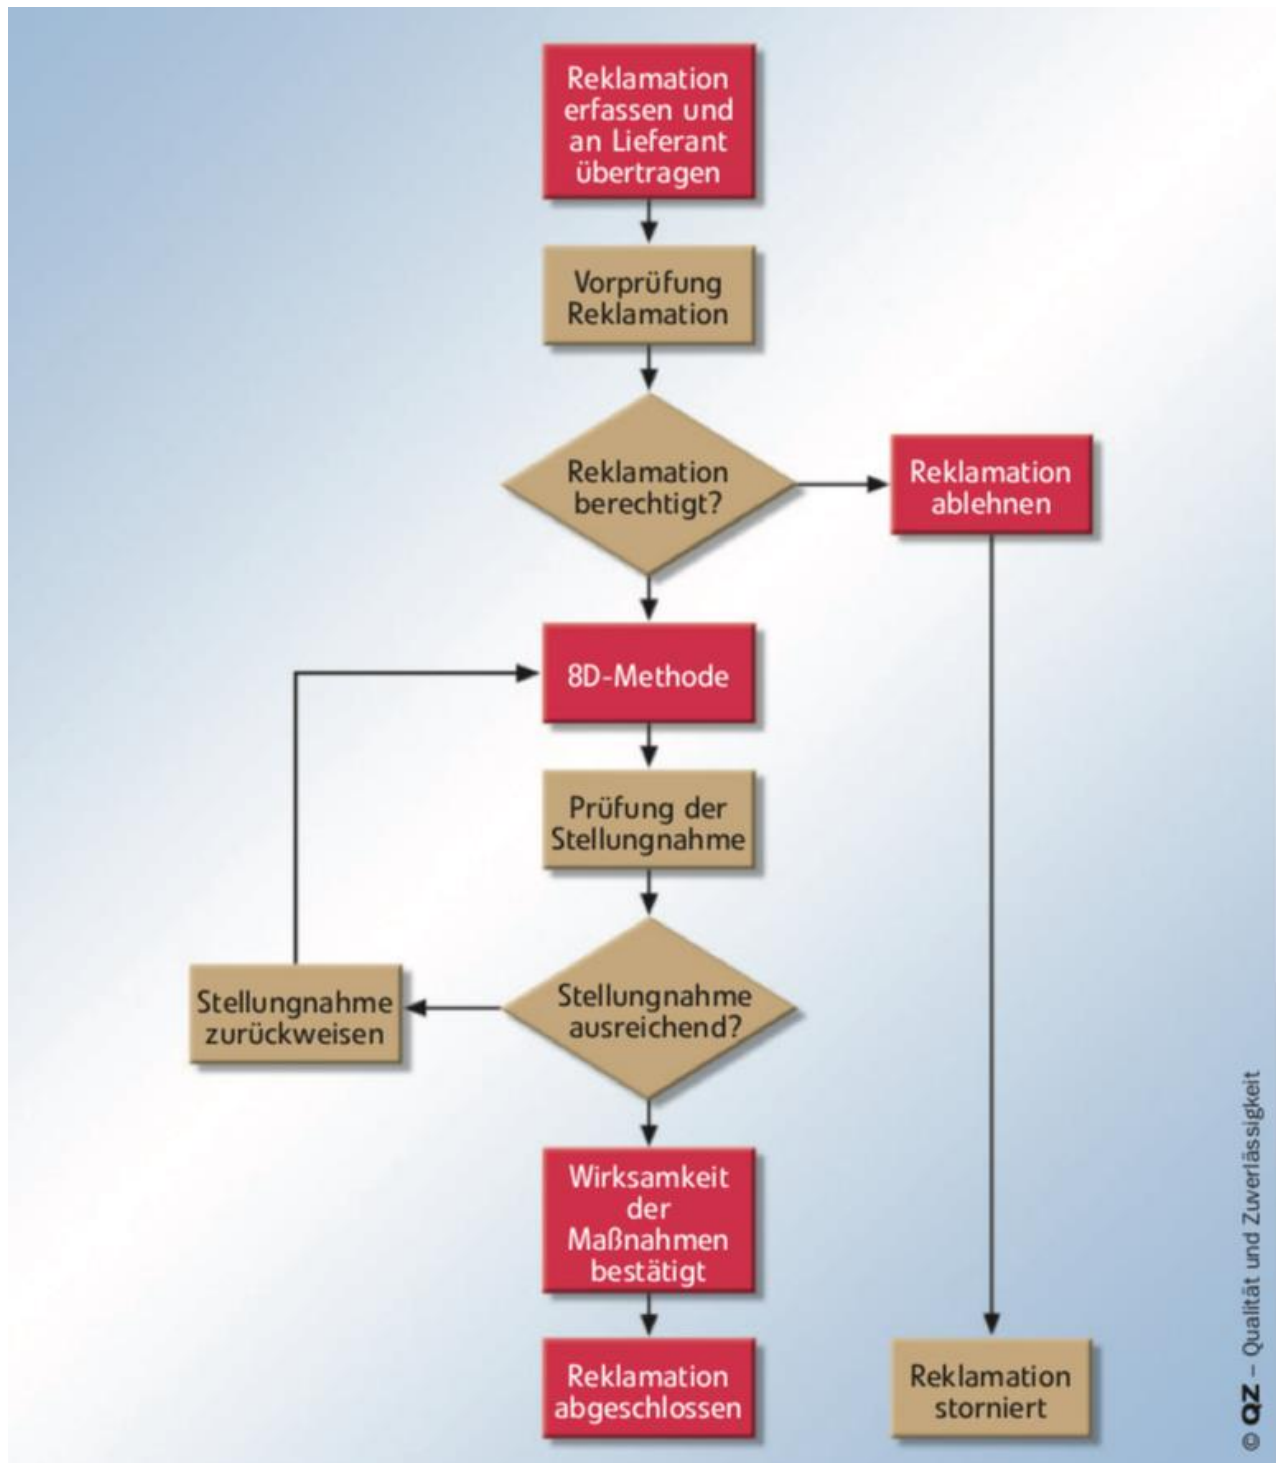 Reklamation
erfassen und
an Lieferant
übertragen
Vorprüfung
Reklamation
Reklamation
berechtigt?
Reklamation
ablehnen
8D-Methode
Prüfung der
Stellungnahme
Stellungnahme
ausreichend?
Stellungnahme
zurückweisen
Wirksamkeit
der
Maßnahmen
bestätigt
Reklamation
abgeschlossen
Reklamation
storniert
© QZ – Qualität und Zuverlässigkeit